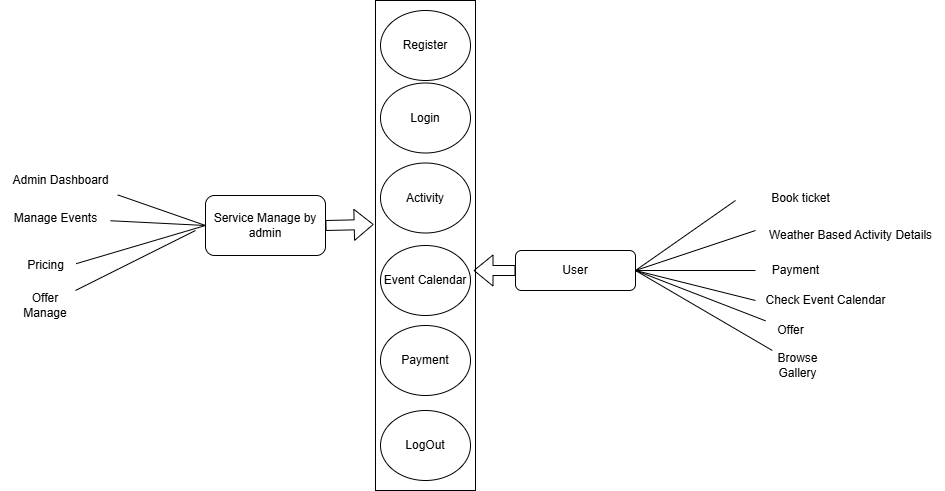 Register
Login
Activity
Event Calendar
Payment
LogOut
Admin Dashboard
Manage Events
Pricing
Offer
Manage
Service Manage by
admin
User
Book ticket
Weather Based Activity Details
Payment
Check Event Calendar
Offer
Browse
Gallery